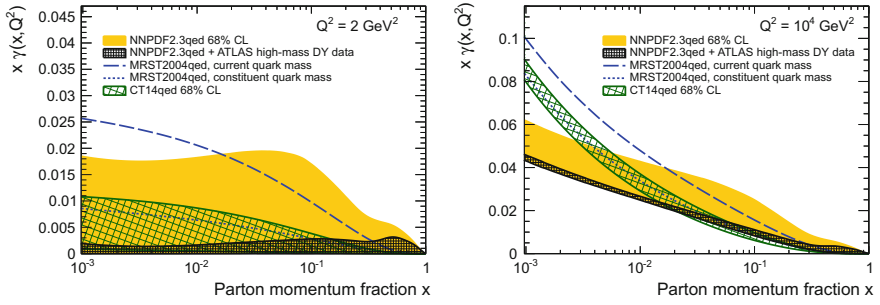 x γ(x,Q²)
0.045
0.04
0.035
0.03
0.025
0.02
0.015
0.01
0.005
0
Q² = 2 GeV²
NNPDF2.3qed 68% CL
NNPDF2.3qed + ATLAS high-mass DY data
MRST2004qed, current quark mass
MRST2004qed, constituent quark mass
CT14qed 68% CL
10⁻³
10⁻²
10⁻¹
1
Parton momentum fraction x
x γ(x,Q²)
0.1
0.08
0.06
0.04
0.02
0
Q² = 10⁴ GeV²
NNPDF2.3qed 68% CL
NNPDF2.3qed + ATLAS high-mass DY data
MRST2004qed, current quark mass
MRST2004qed, constituent quark mass
CT14qed 68% CL
10⁻³
10⁻²
10⁻¹
1
Parton momentum fraction x